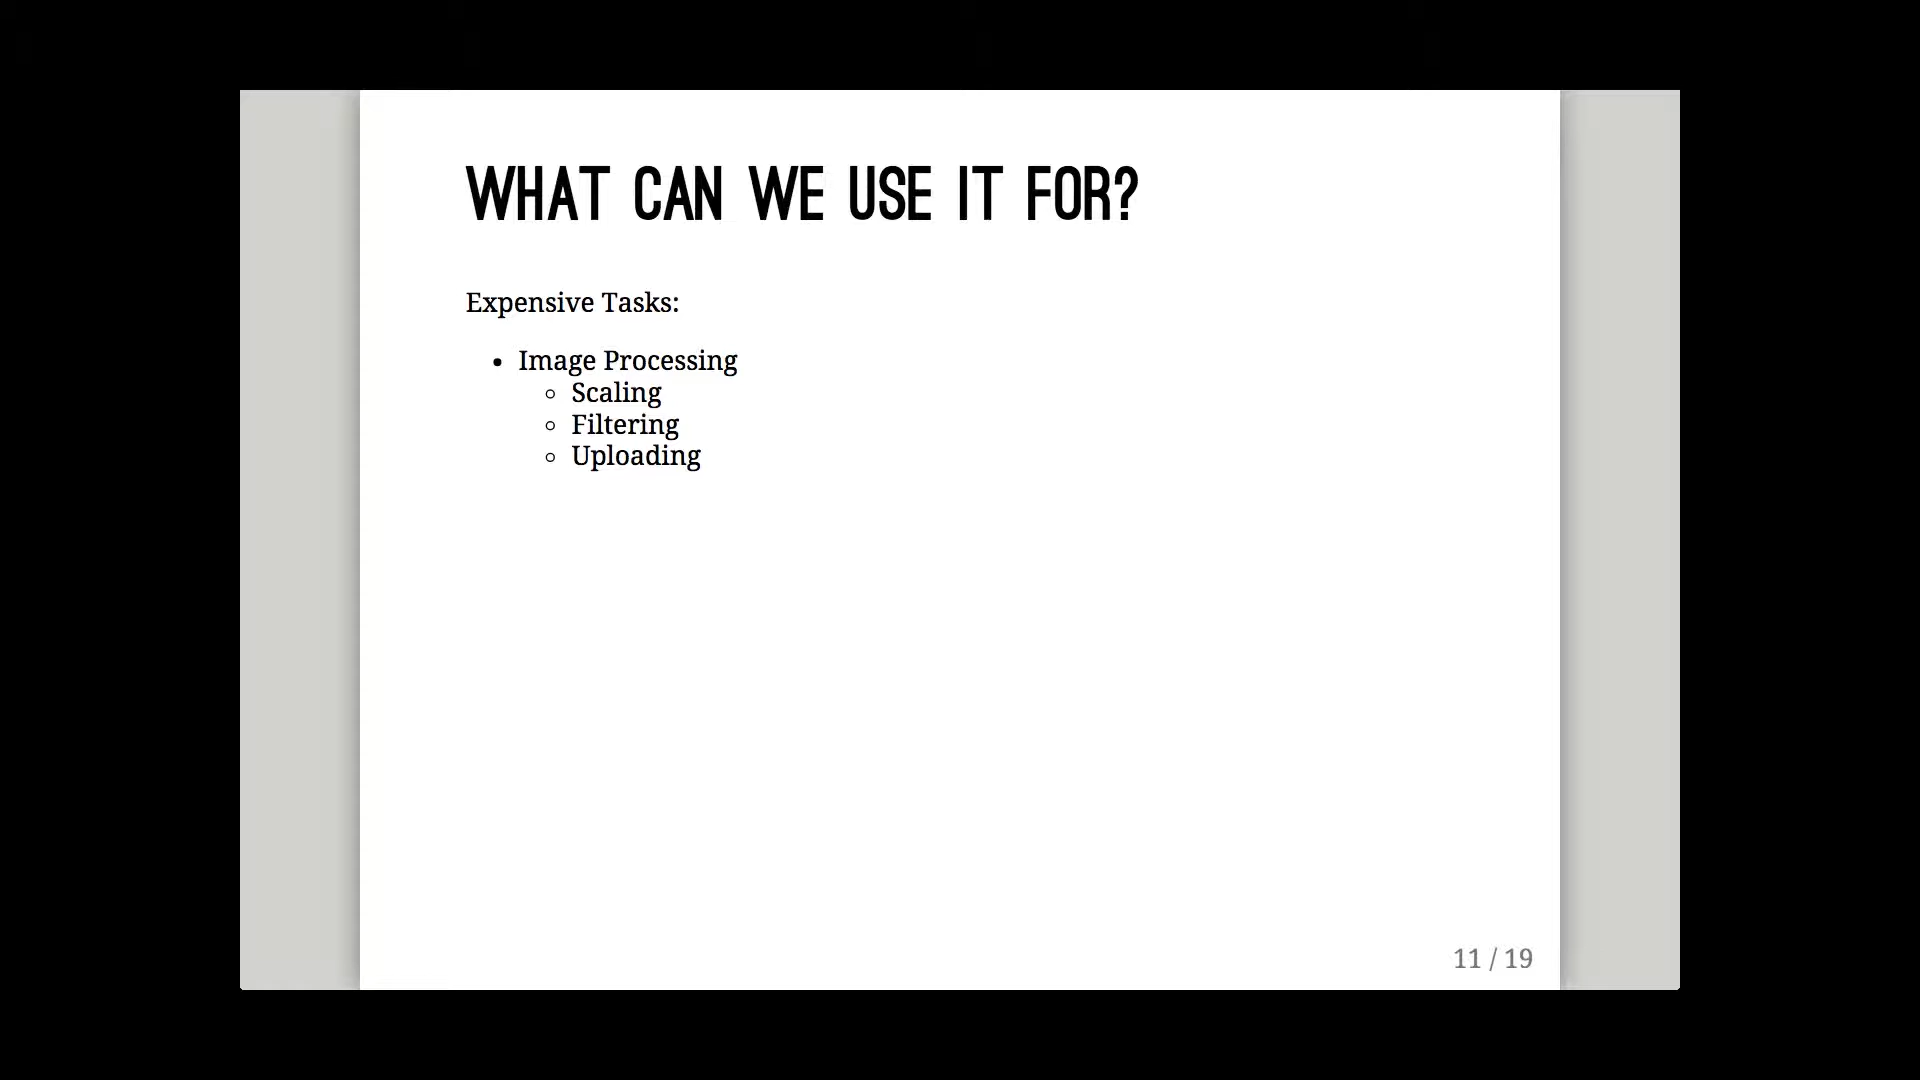 WHAT CAN WE USE IT FOR?
Expensive Tasks:
Image Processing
Scaling
Filtering
Uploading
11 / 19